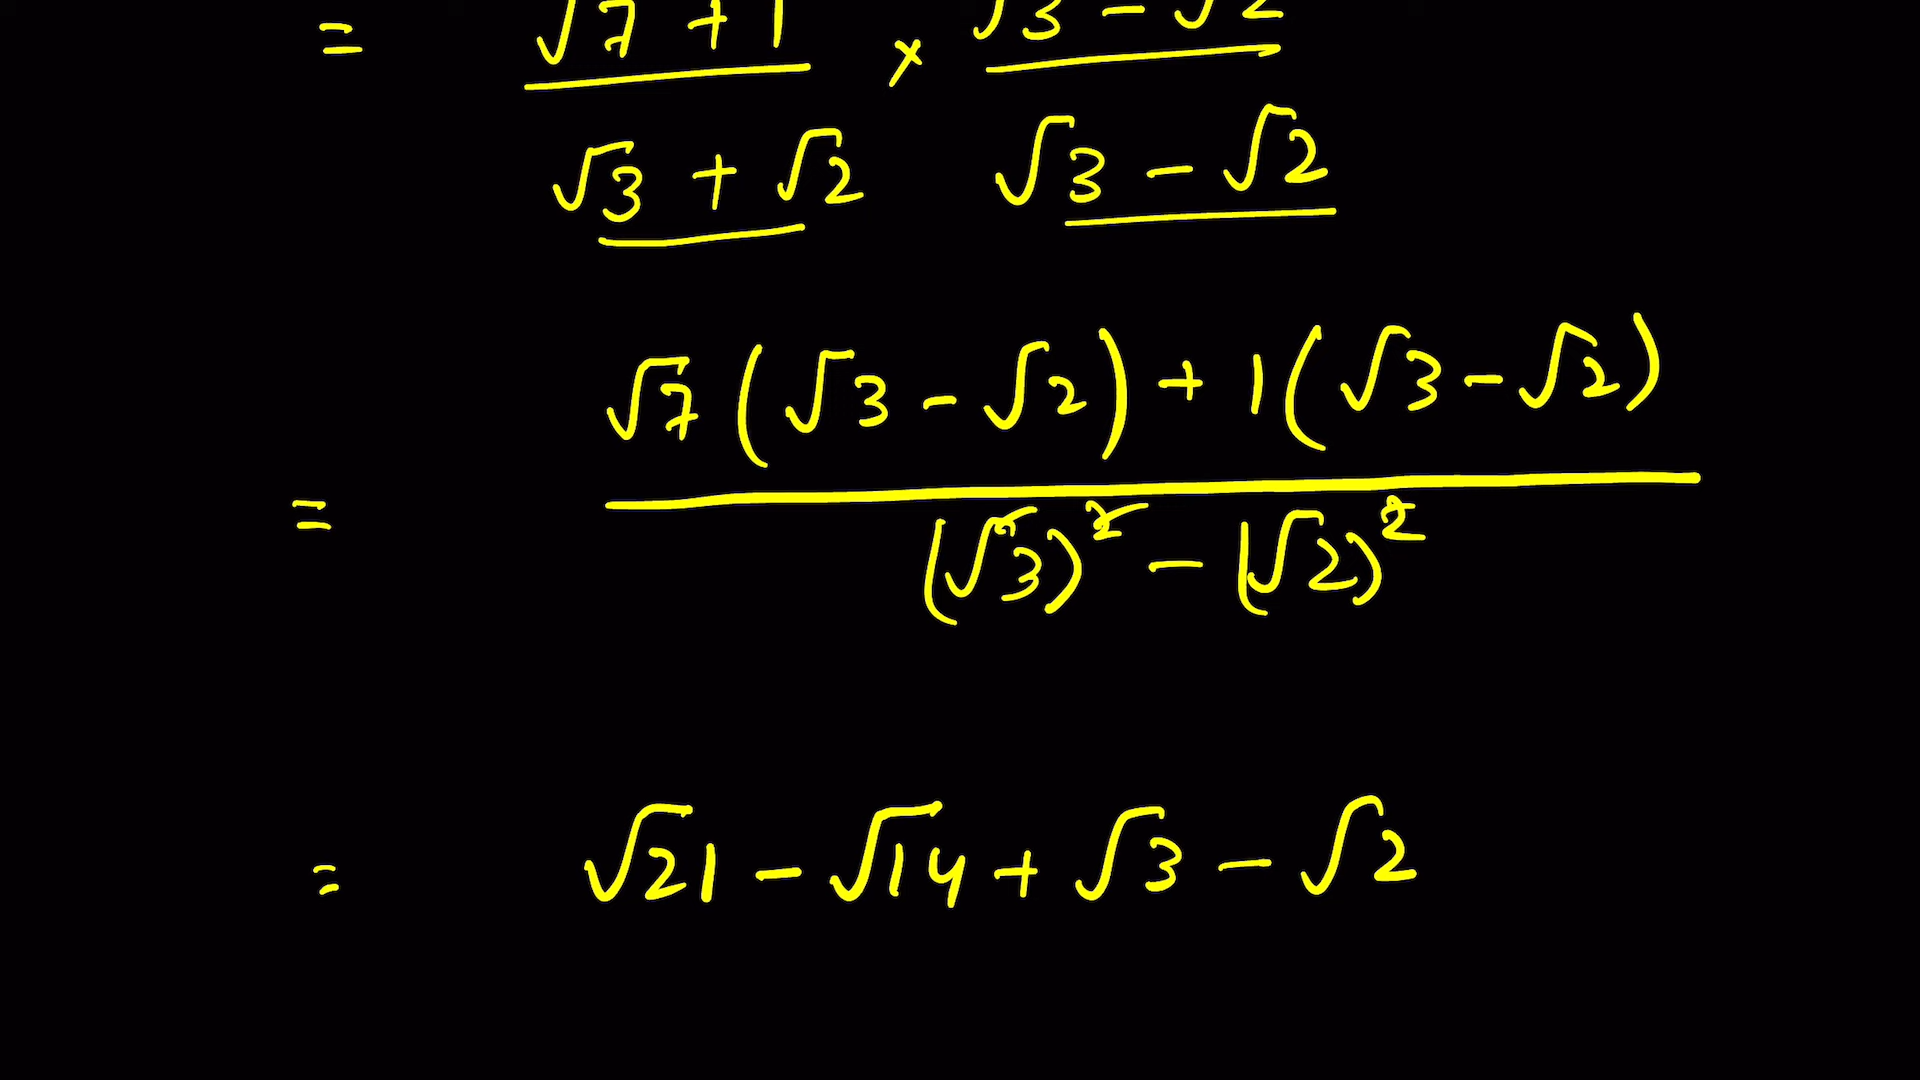 = √7 + 1 × √3 - √2
√3 + √2 √3 - √2
√7 (√3 - √2) + 1 (√3 - √2)
=
(√3)² - (√2)²
= √21 - √14 + √3 - √2